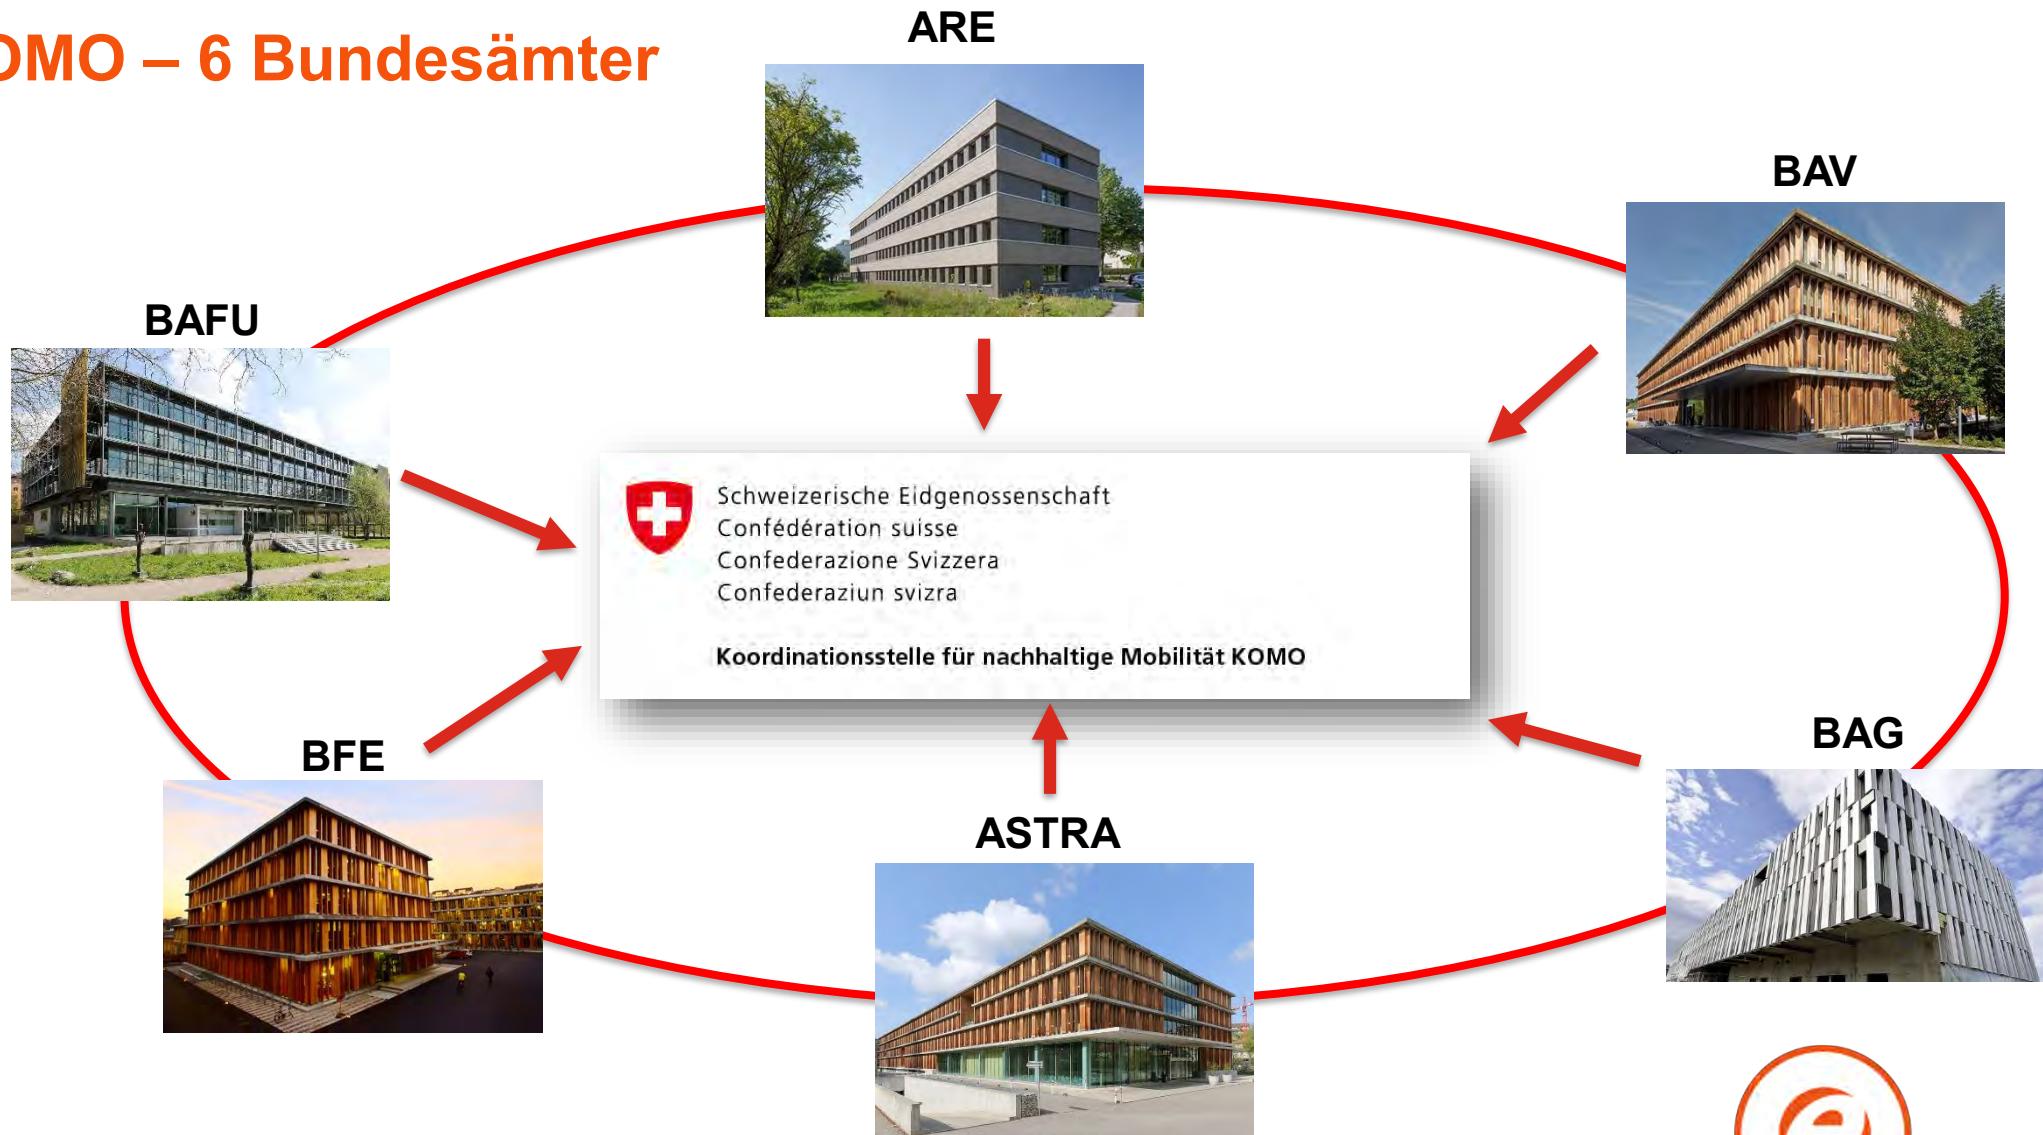 OMO – 6 Bundesämter
ARE
BAV
BAFU
Schweizerische Eidgenossenschaft
Confédération suisse
Confederazione Svizzera
Confederaziun svizra
Koordinationsstelle für nachhaltige Mobilität KOMO
BAG
BFE
ASTRA